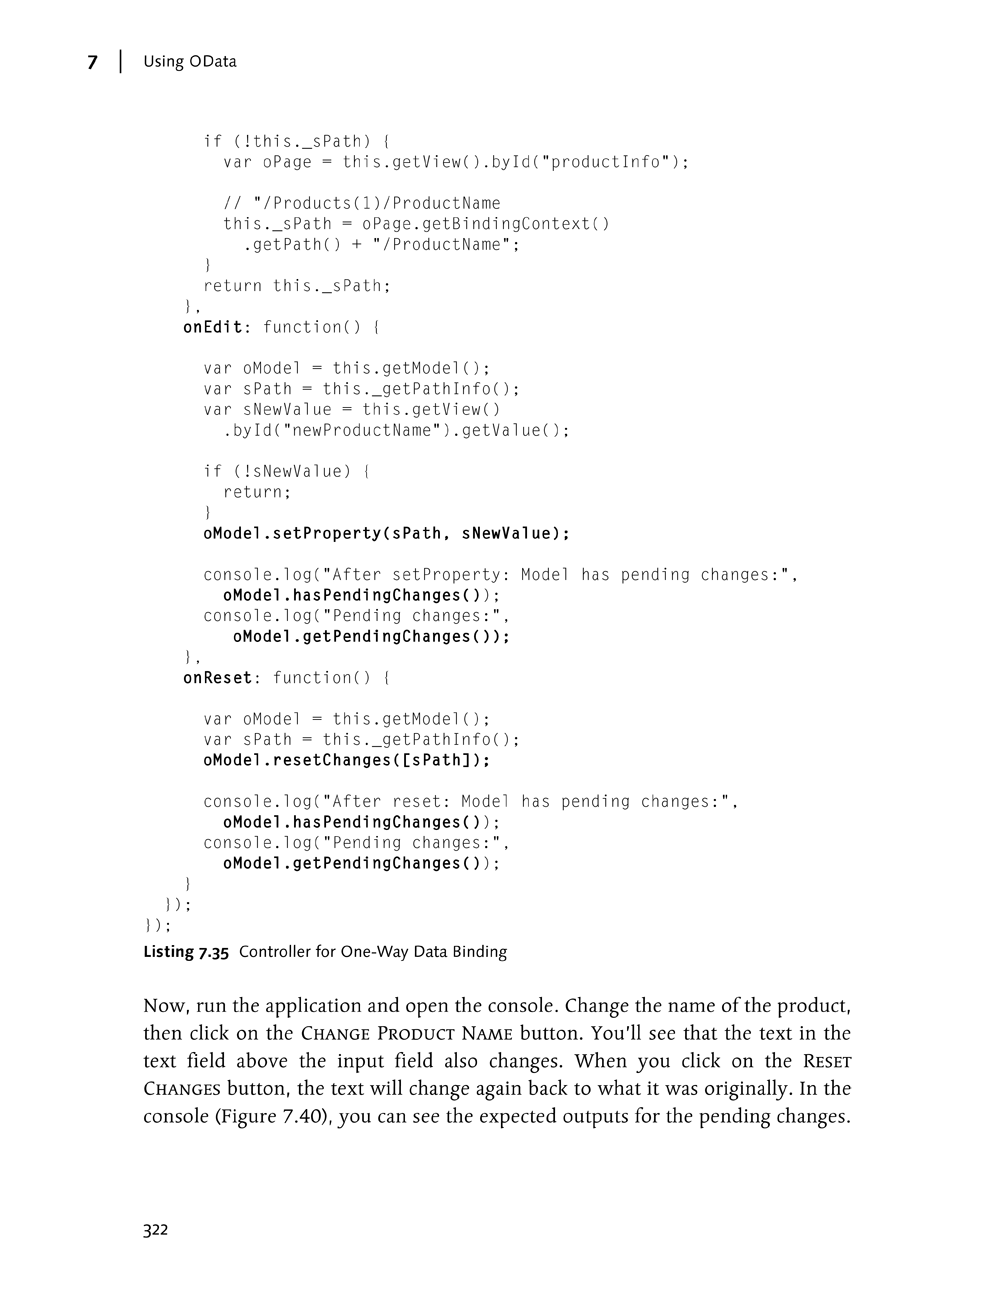 7 | Using OData
if (!this._sPath) {
var oPage = this.getView().byId("productInfo");
// "/Products(1)/ProductName
this._sPath = oPage.getBindingContext()
.getPath() + "/ProductName";
}
return this._sPath;
},
onEdit: function() {
var oModel = this.getModel();
var sPath = this._getPathInfo();
var sNewValue = this.getView()
.byId("newProductName").getValue();
if (!sNewValue) {
return;
}
oModel.setProperty(sPath, sNewValue);
console.log("After setProperty: Model has pending changes:",
oModel.hasPendingChanges());
console.log("Pending changes:",
oModel.getPendingChanges());
},
onReset: function() {
var oModel = this.getModel();
var sPath = this._getPathInfo();
oModel.resetChanges([sPath]);
console.log("After reset: Model has pending changes:",
oModel.hasPendingChanges());
console.log("Pending changes:",
oModel.getPendingChanges());
}
});
});
Listing 7.35 Controller for One-Way Data Binding
Now, run the application and open the console. Change the name of the product,
then click on the CHANGE PRODUCT NAME button. You'll see that the text in the
text field above the input field also changes. When you click on the RESET
CHANGES button, the text will change again back to what it was originally. In the
console (Figure 7.40), you can see the expected outputs for the pending changes.
322